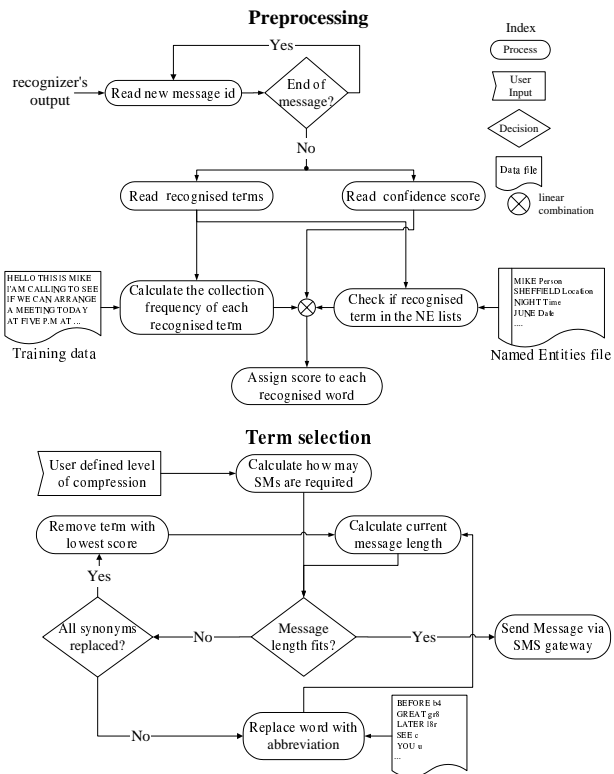 Preprocessing
Index
Process
User
Input
Decision
Data file
linear
combination
Yes
recognizer's
output
Read new message id
End of
message?
No
Read recognised terms
Read confidence score
HELLO THIS IS MIKE
I'AM CALLING TO SEE
IF WE CAN ARRANGE
A MEETING TODAY
AT FIVE P.M AT ...
Training data
Calculate the collection
frequency of each
recognised term
Check if recognised
term in the NE lists
MIKE Person
SHEFFIELD Location
NIGHT Time
JUNE Date
....
Named Entities file
Assign score to each
recognised word
Term selection
User defined level
of compression
Calculate how may
SMs are required
Remove term with
lowest score
Calculate current
message length
Yes
All synonyms
replaced?
No
Message
length fits?
Yes
Send Message via
SMS gateway
No
Replace word with
abbreviation
BEFORE b4
GREAT gr8
LATER l8r
SEE c
YOU u
...